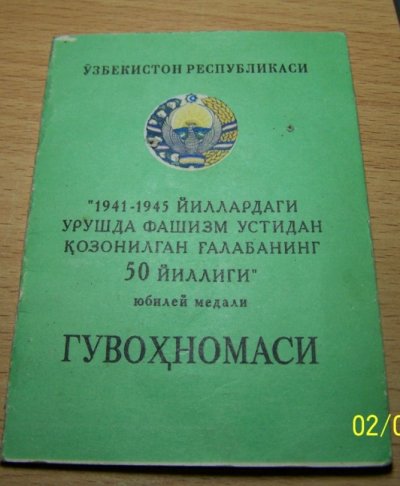 ЎЗБЕКИСТОН РЕСПУБЛИКАСИ
"1941-1945 ЙИЛЛАРДАГИ
УРУШДА ФАШИЗМ УСТИДАН
ҚОЗОНИЛГАН ҒАЛАБАНИНГ
50 ЙИЛЛИГИ"
юбилей медали
ГУВОҲНОМАСИ
02/0